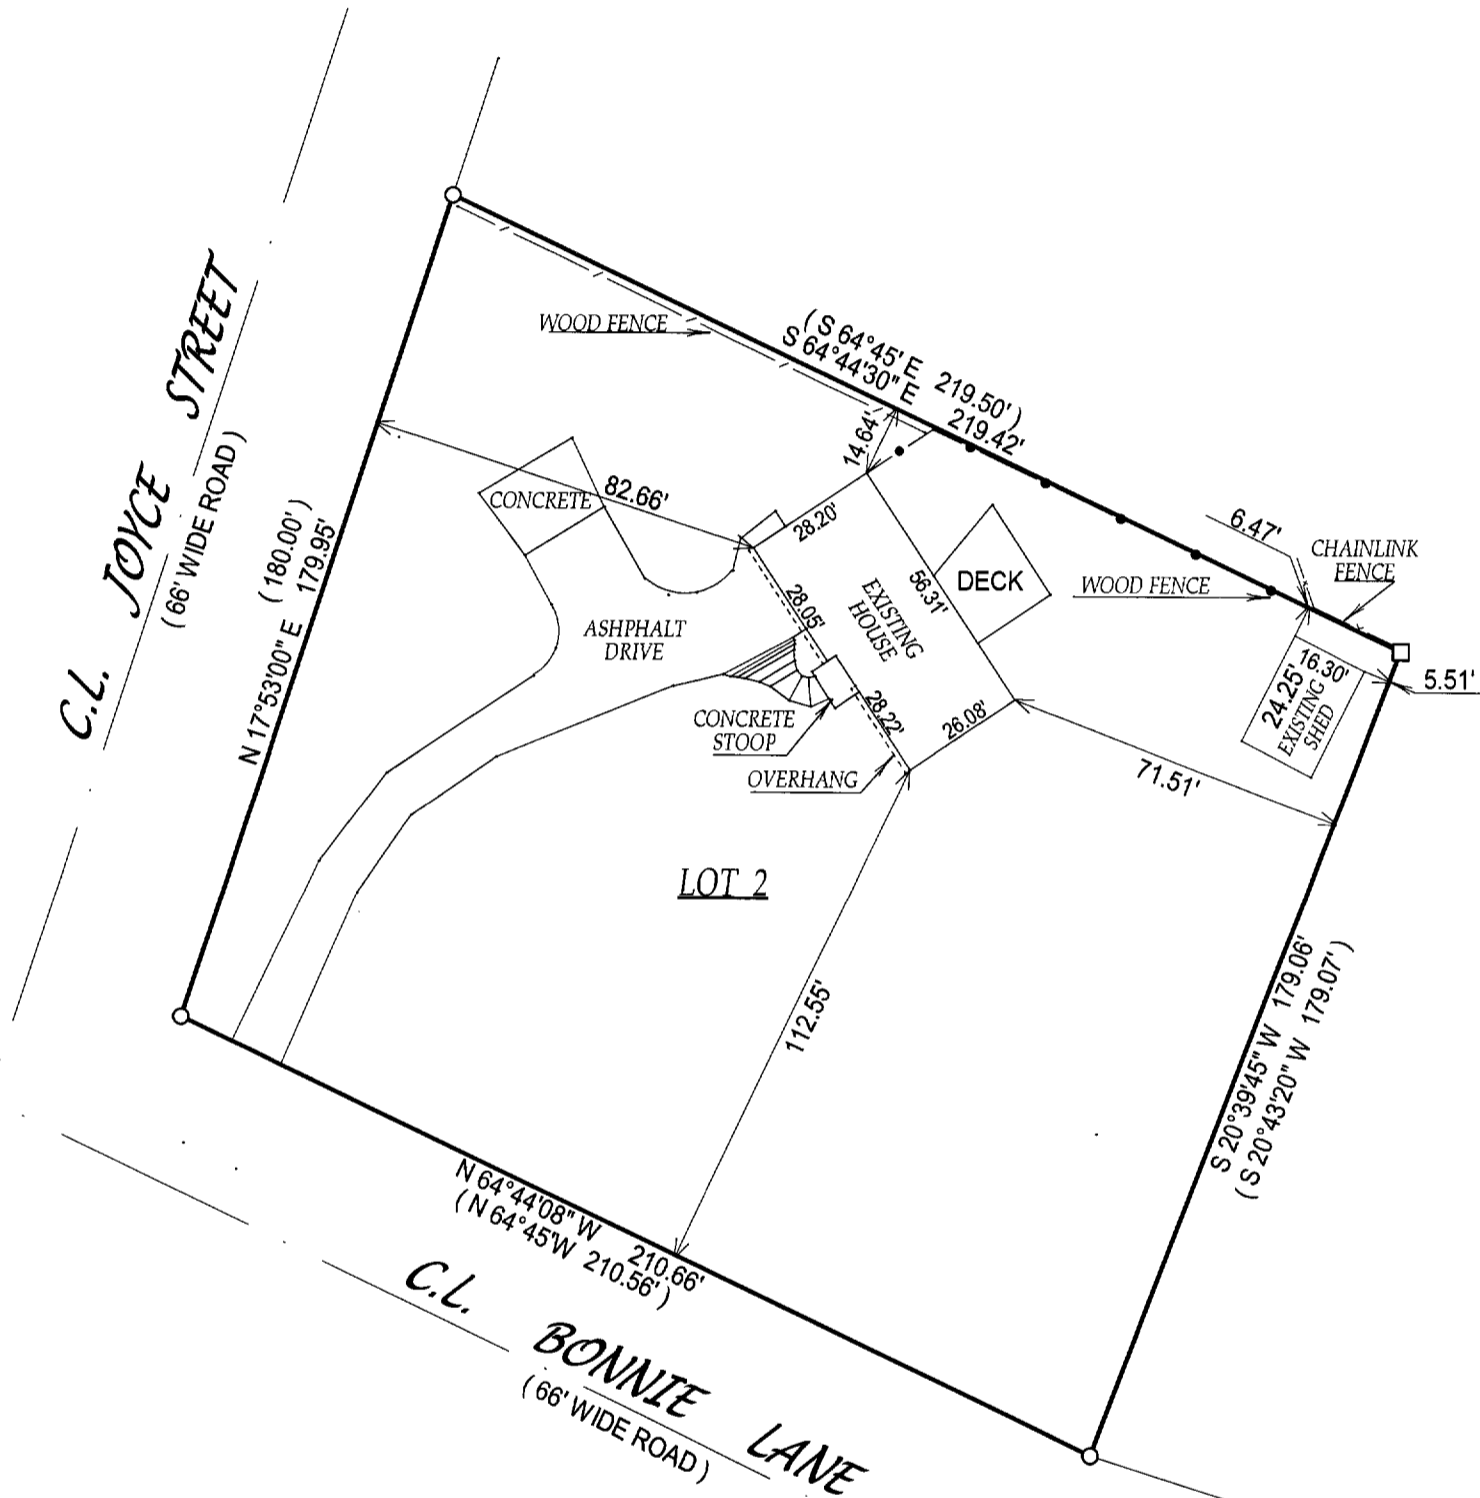 C.L. JOYCE STREET
( 66' WIDE ROAD )
( 180.00' )
N 17°53'00" E 179.95'
WOOD FENCE
( S 64°45' E 219.50' )
S 64°44'30" E 219.42'
14.64'
82.66'
CONCRETE
28.20'
6.47'
CHAINLINK
FENCE
WOOD FENCE
DECK
56.31'
EXISTING
HOUSE
28.05'
ASHPHALT
DRIVE
16.30'
24.25'
EXISTING
SHED
5.51'
CONCRETE
STOOP
28.22'
26.08'
OVERHANG
71.51'
LOT 2
112.55'
S 20°39'45" W 179.06'
( S 20°43'20" W 179.07' )
N 64°44'08" W 210.66'
( N 64°45'W 210.56' )
C.L. BONNIE LANE
( 66' WIDE ROAD )